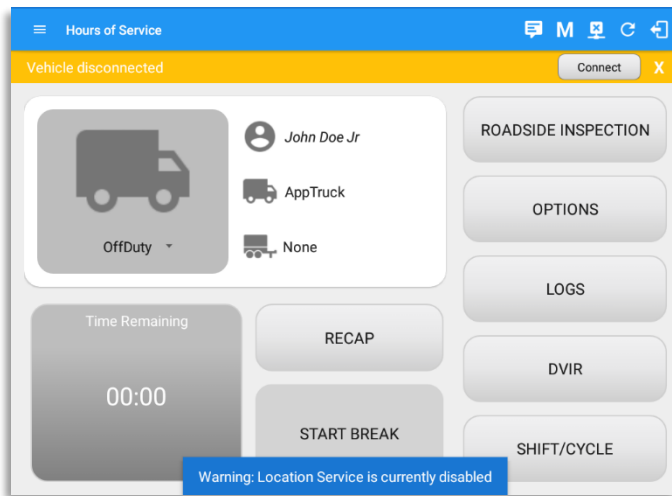 Hours of Service
M
Vehicle disconnected
Connect
X
John Doe Jr
AppTruck
OffDuty
None
Time Remaining
00:00
RECAP
START BREAK
ROADSIDE INSPECTION
OPTIONS
LOGS
DVIR
SHIFT/CYCLE
Warning: Location Service is currently disabled